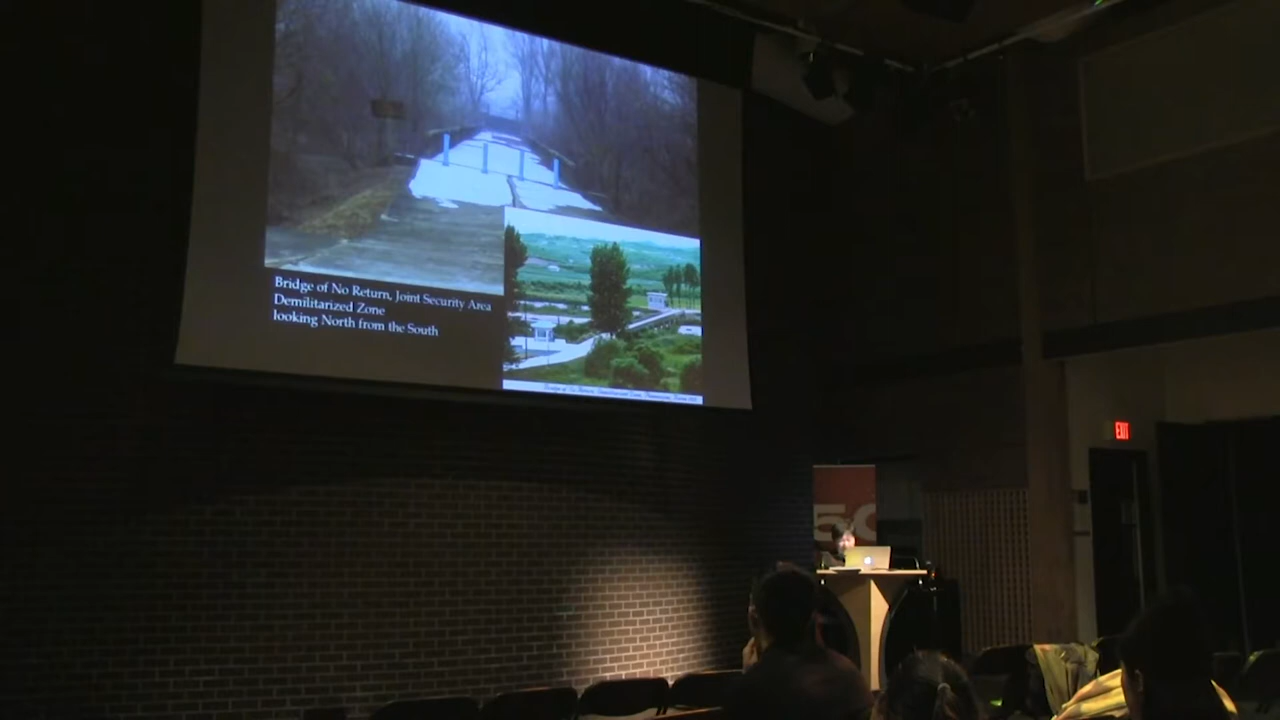 Bridge of No Return, Joint Security Area
Demilitarized Zone
looking North from the South
EXIT